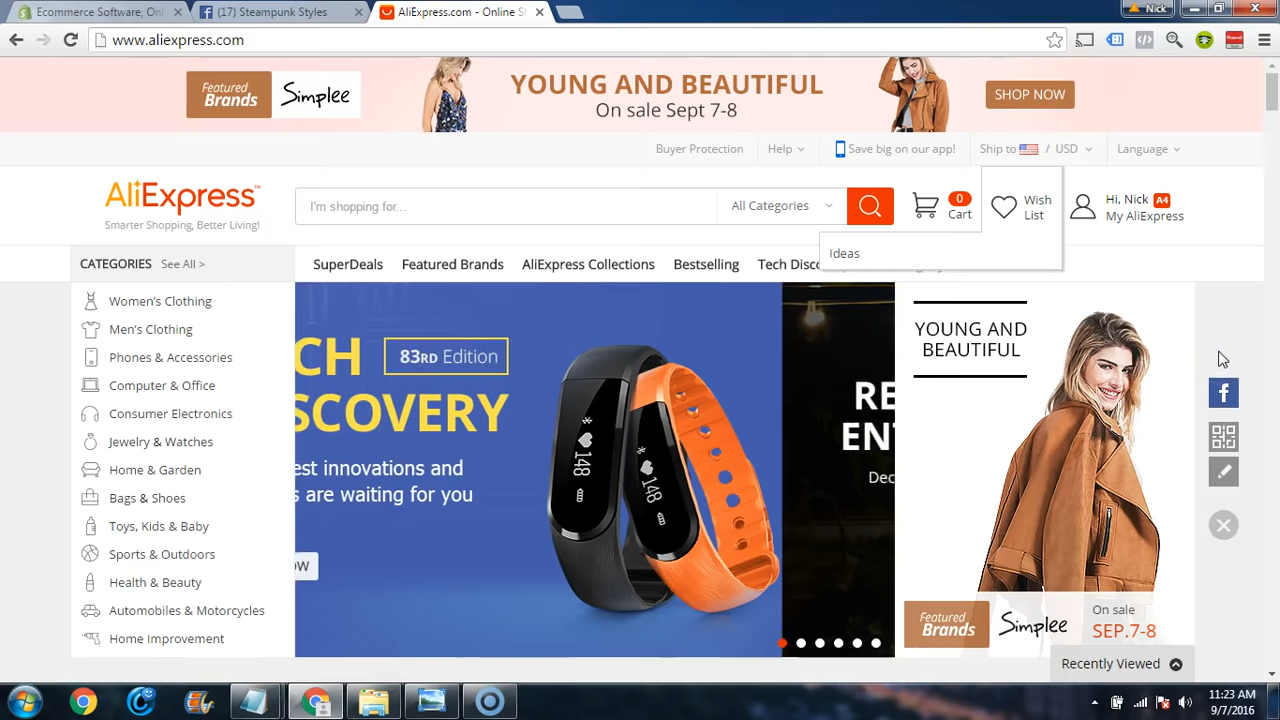 Ecommerce Software, Onl
(17) Steampunk Styles
AliExpress.com - Online S
Nick
www.aliexpress.com
Featured Brands
Simplee
YOUNG AND BEAUTIFUL
On sale Sept 7-8
SHOP NOW
Buyer Protection
Help
Save big on our app!
Ship to / USD
Language
AliExpress
Smarter Shopping, Better Living!
I'm shopping for...
All Categories
0
Cart
Wish List
Hi, Nick A4
My AliExpress
Ideas
CATEGORIES See All >
SuperDeals
Featured Brands
AliExpress Collections
Bestselling
Tech Disco
Women's Clothing
Men's Clothing
Phones & Accessories
Computer & Office
Consumer Electronics
Jewelry & Watches
Home & Garden
Bags & Shoes
Toys, Kids & Baby
Sports & Outdoors
Health & Beauty
Automobiles & Motorcycles
Home Improvement
CH 83RD Edition
SCOVERY
est innovations and
s are waiting for you
OW
148
148
RE
ENT
Dec
YOUNG AND
BEAUTIFUL
Featured Brands
Simplee
On sale
SEP.7-8
Recently Viewed
11:23 AM
9/7/2016